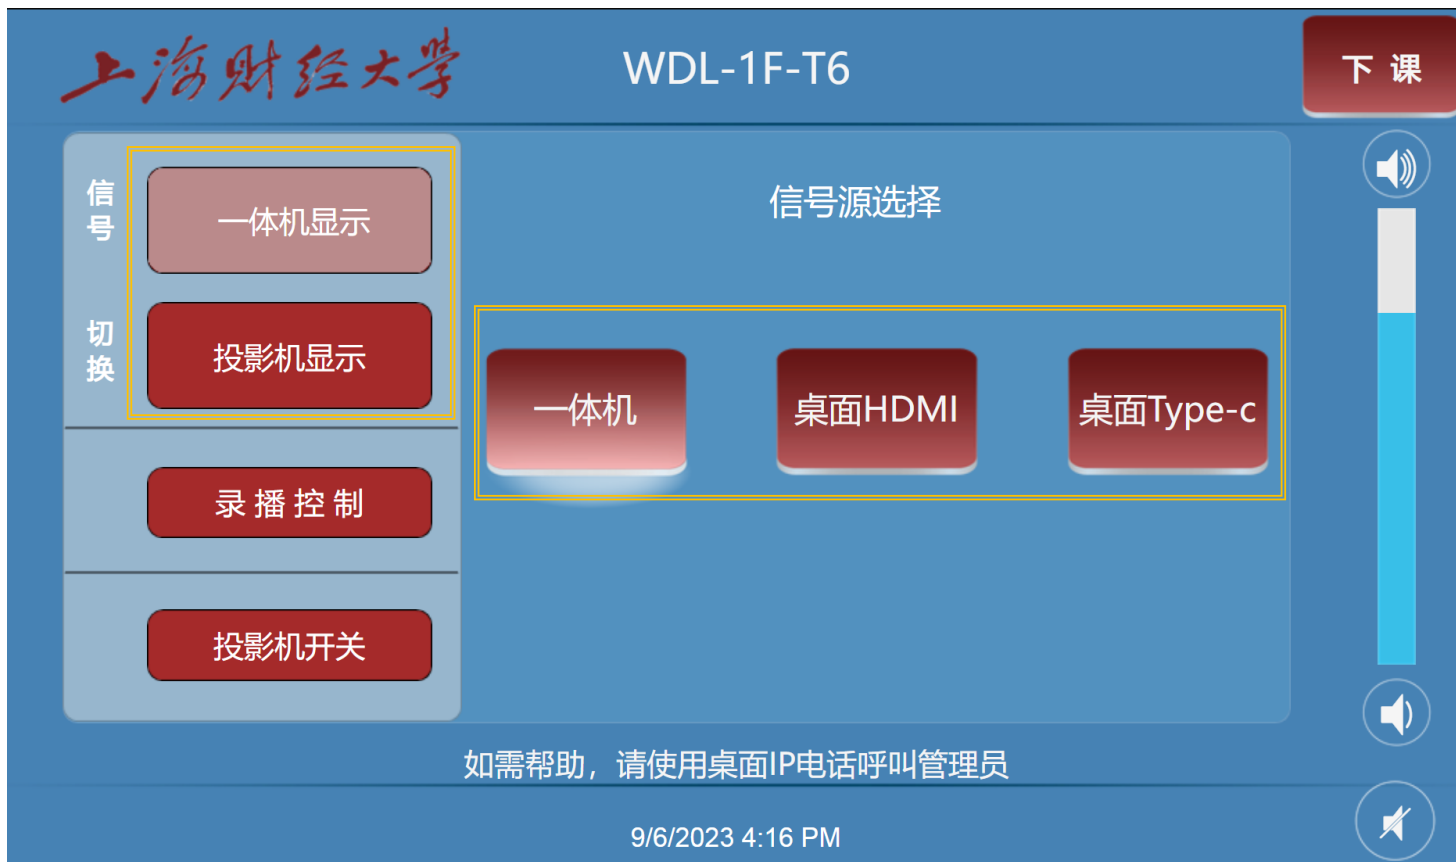 上海财经大学
WDL-1F-T6
下 课
信号
切换
一体机显示
投影机显示
录播控制
投影机开关
信号源选择
一体机
桌面HDMI
桌面Type-c
如需帮助，请使用桌面IP电话呼叫管理员
9/6/2023 4:16 PM